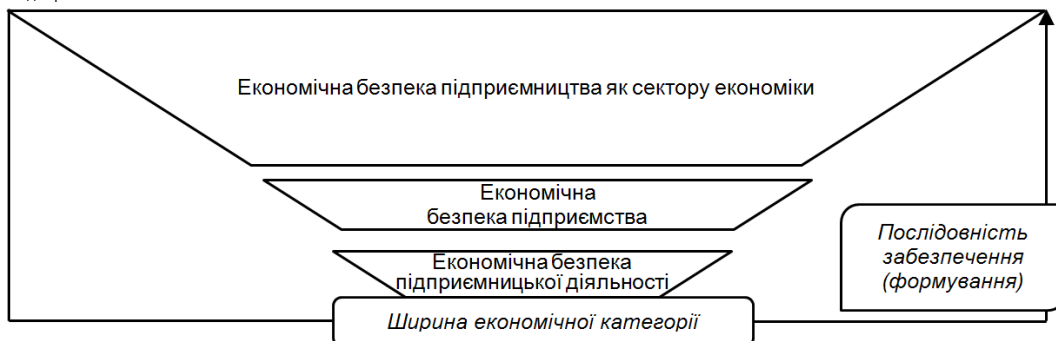 Економічна безпека підприємництва як сектору економіки
Економічна
безпека підприємства
Економічна безпека
підприємницької діяльності
Послідовність
забезпечення
(формування)
Ширина економічної категорії